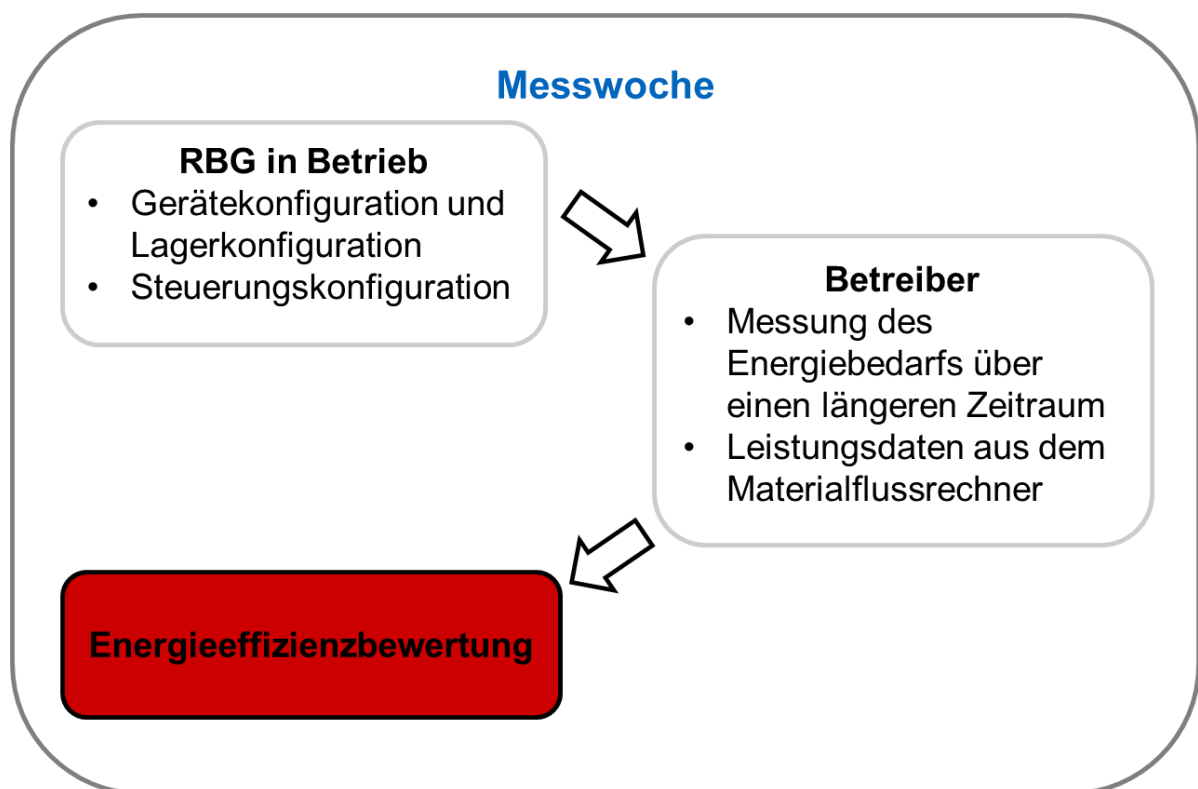 Messwoche
RBG in Betrieb
• Gerätekonfiguration und
Lagerkonfiguration
• Steuerungskonfiguration
Betreiber
• Messung des
Energiebedarfs über
einen längeren Zeitraum
• Leistungsdaten aus dem
Materialflussrechner
Energieeffizienzbewertung